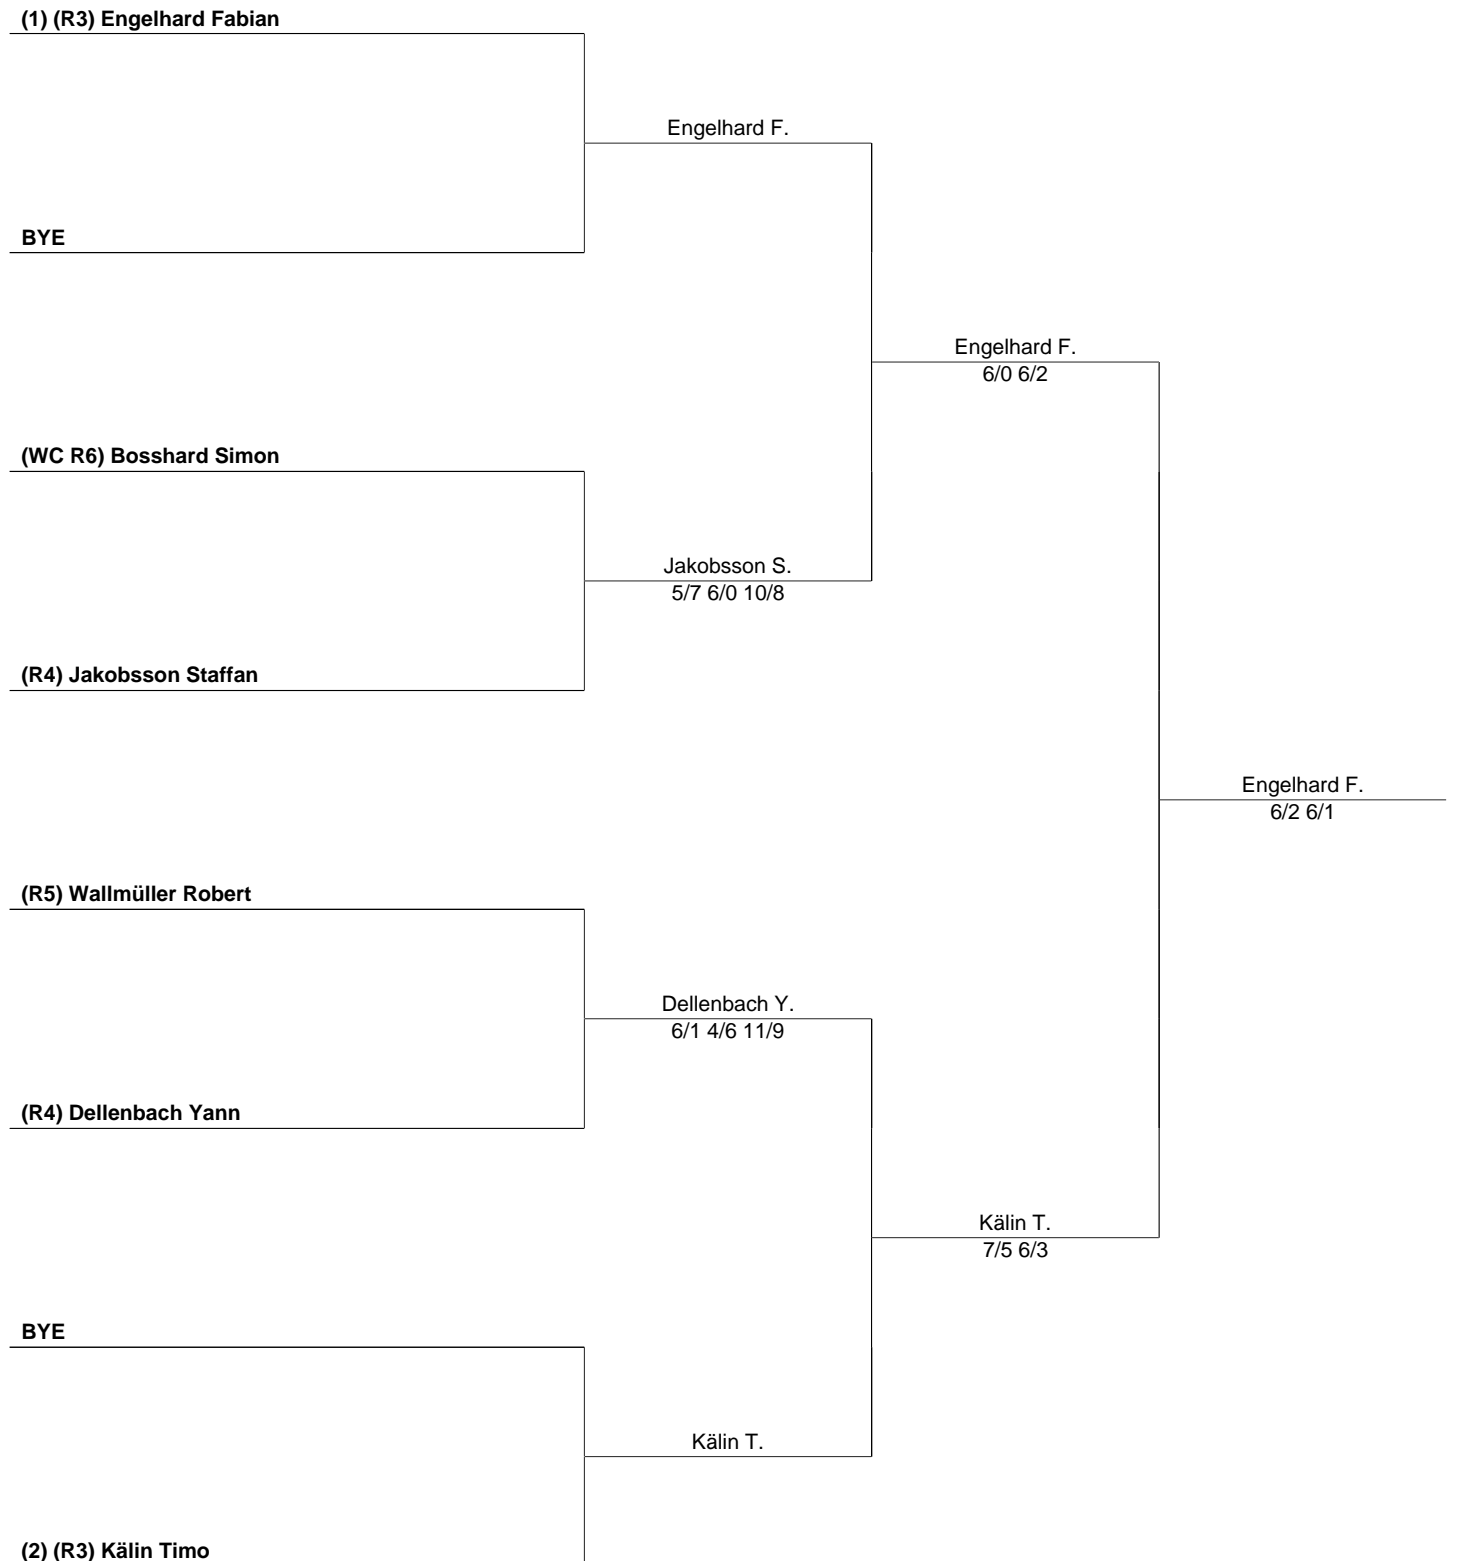 (1) (R3) Engelhard Fabian
Engelhard F.
BYE
Engelhard F.
6/0 6/2
(WC R6) Bosshard Simon
Jakobsson S.
5/7 6/0 10/8
(R4) Jakobsson Staffan
Engelhard F.
6/2 6/1
(R5) Wallmüller Robert
Dellenbach Y.
6/1 4/6 11/9
(R4) Dellenbach Yann
Kälin T.
7/5 6/3
BYE
Kälin T.
(2) (R3) Kälin Timo